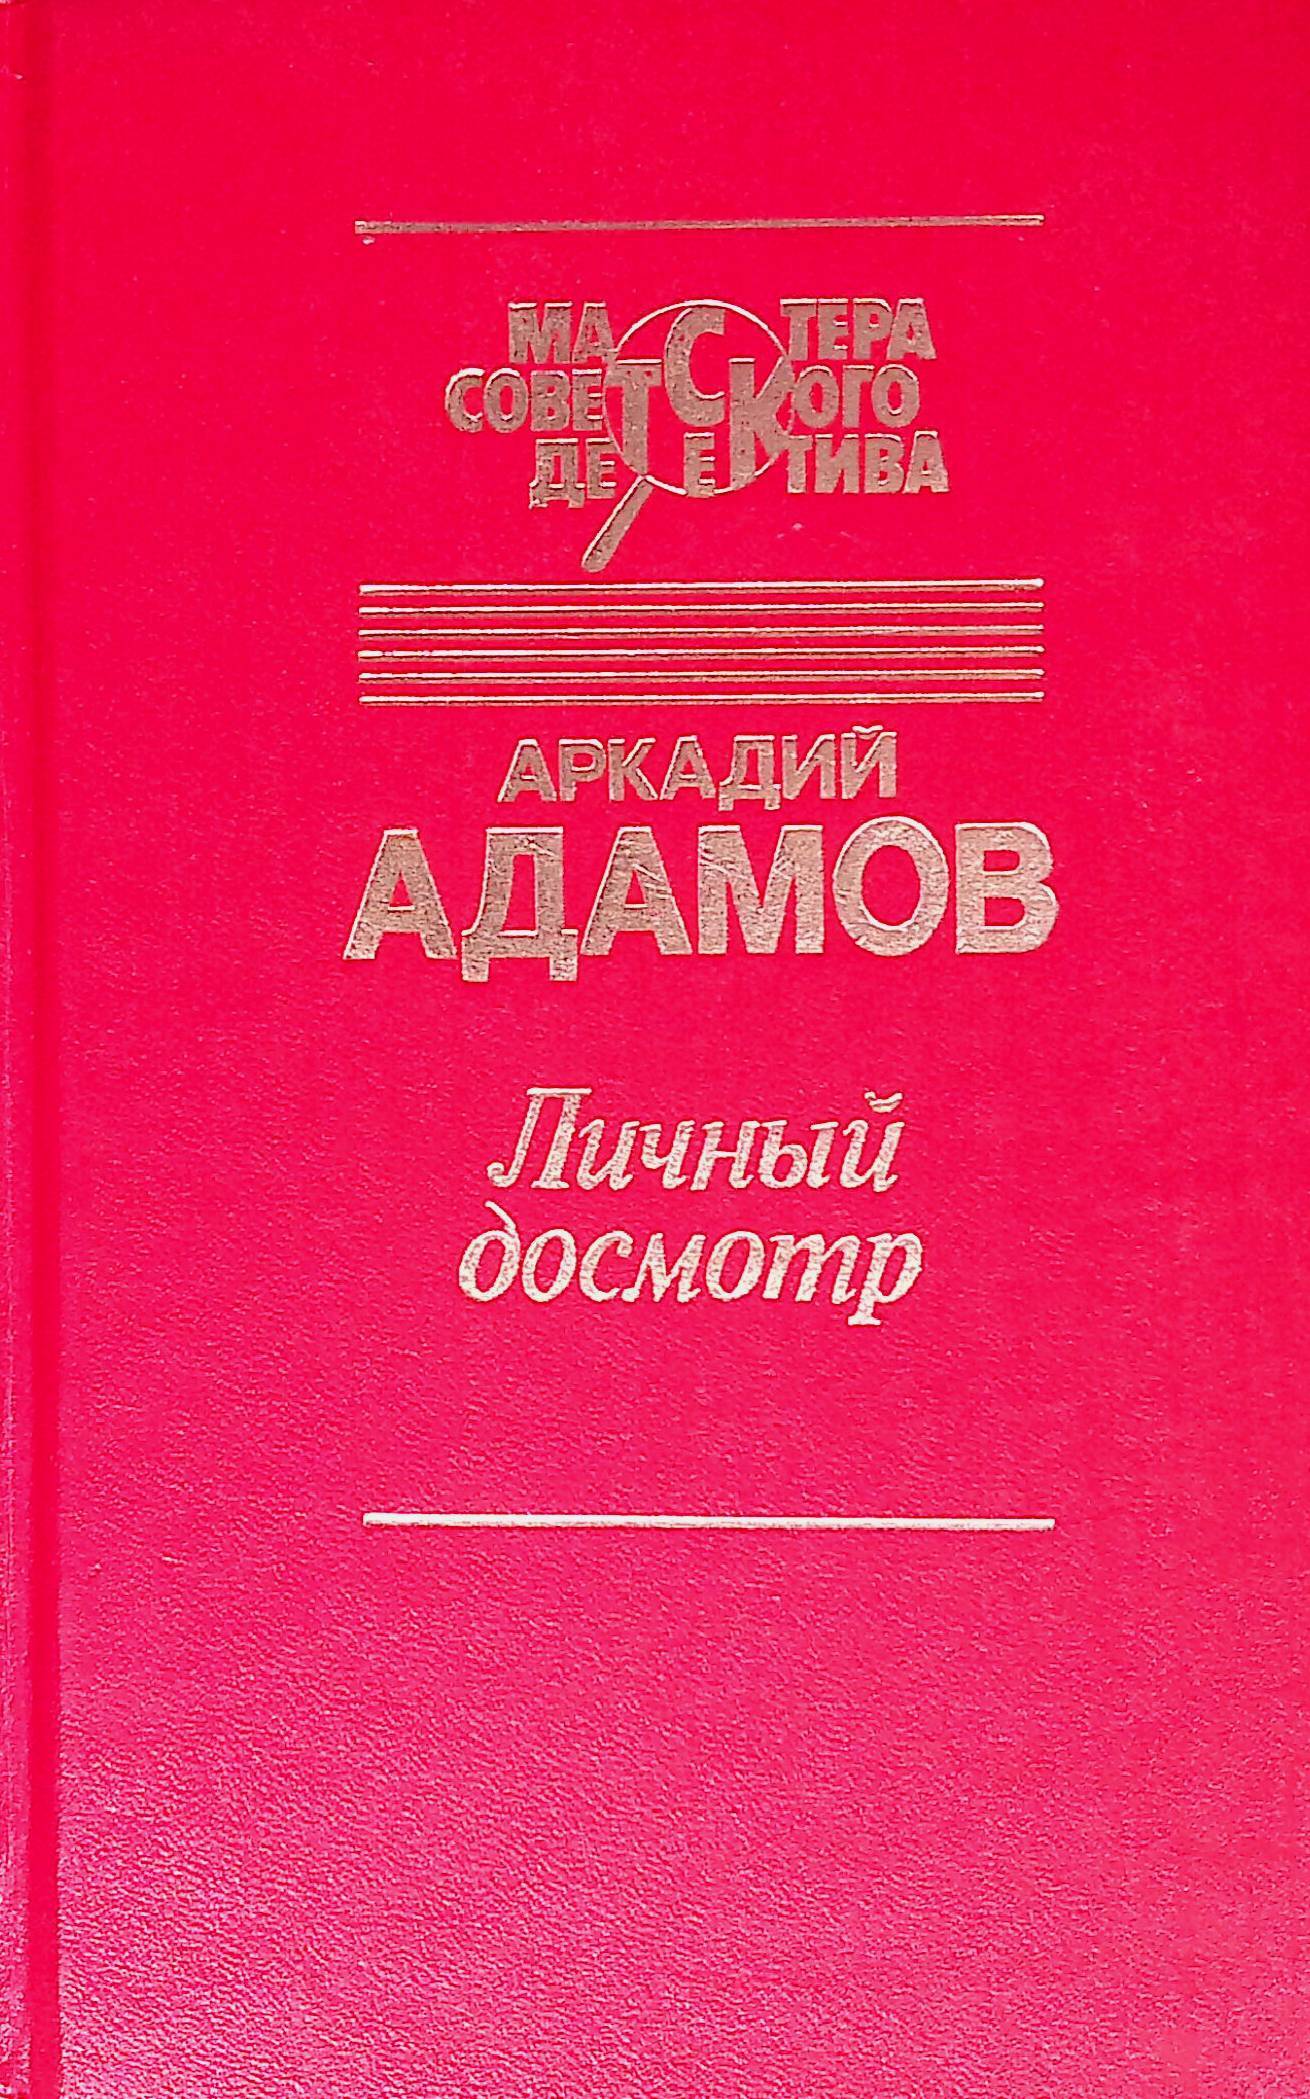 МАСТЕРА
СОВЕТСКОГО
ДЕТЕКТИВА
АРКАДИЙ
АДАМОВ
Личный
досмотр